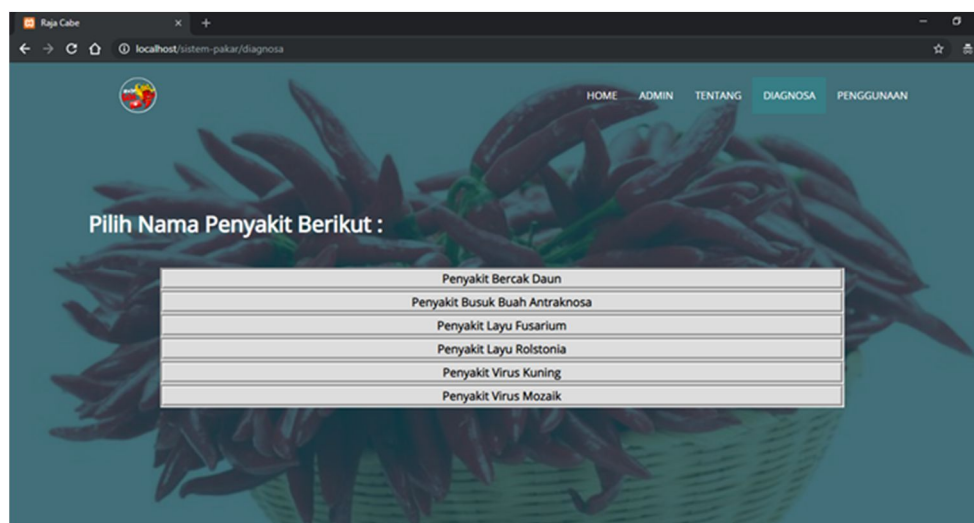 Raja Cabe
localhost/sistem-pakar/diagnosa
HOME ADMIN TENTANG DIAGNOSA PENGGUNAAN
Pilih Nama Penyakit Berikut :
Penyakit Bercak Daun
Penyakit Busuk Buah Antraknosa
Penyakit Layu Fusarium
Penyakit Layu Rolstonia
Penyakit Virus Kuning
Penyakit Virus Mozaik